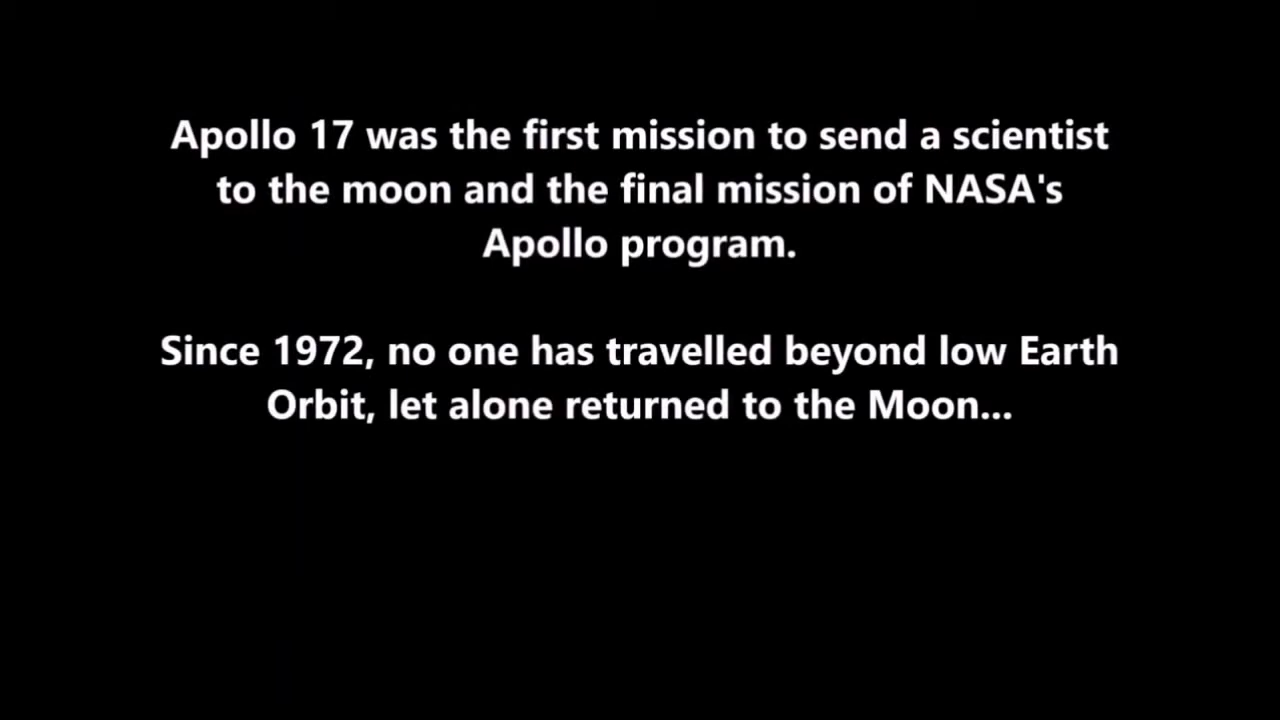 Apollo 17 was the first mission to send a scientist
to the moon and the final mission of NASA's
Apollo program.
Since 1972, no one has travelled beyond low Earth
Orbit, let alone returned to the Moon...